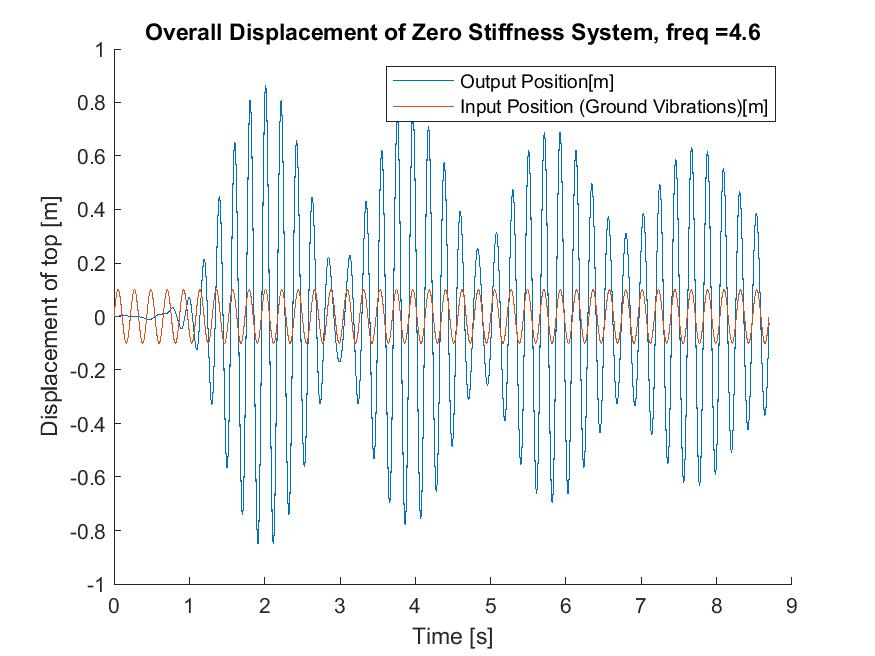 Overall Displacement of Zero Stiffness System, freq =4.6
Output Position[m]
Input Position (Ground Vibrations)[m]
Displacement of top [m]
1
0.8
0.6
0.4
0.2
0
-0.2
-0.4
-0.6
-0.8
-1
0 1 2 3 4 5 6 7 8 9
Time [s]